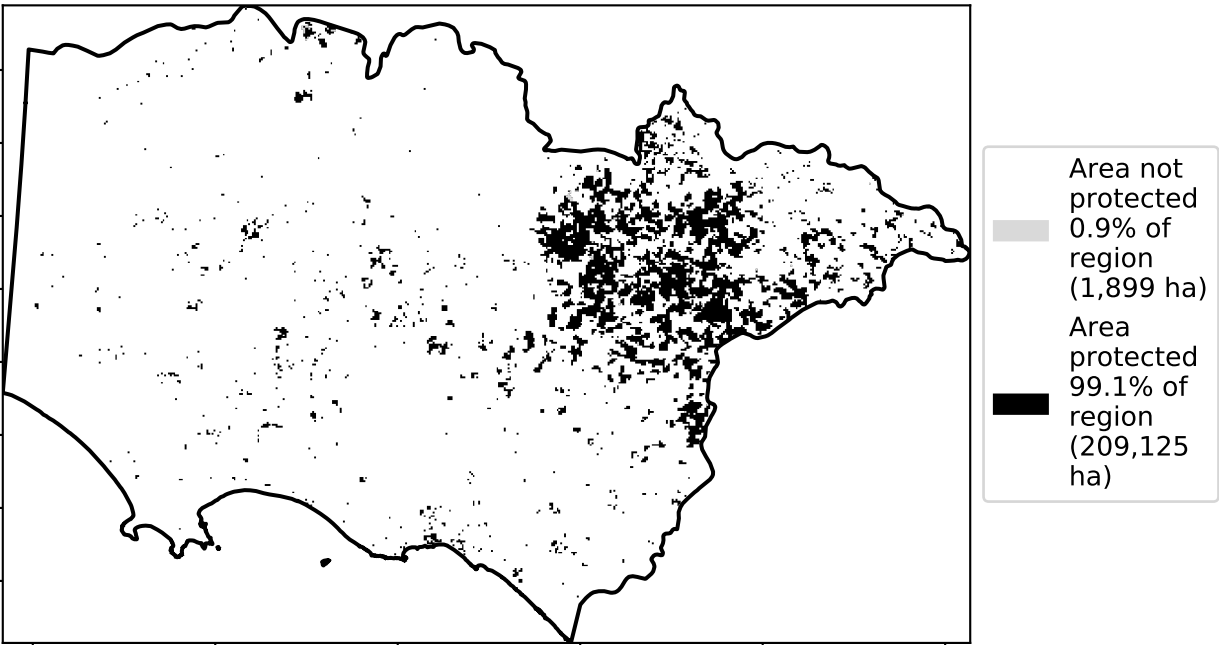 Area not
protected
0.9% of
region
(1,899 ha)
Area
protected
99.1% of
region
(209,125
ha)